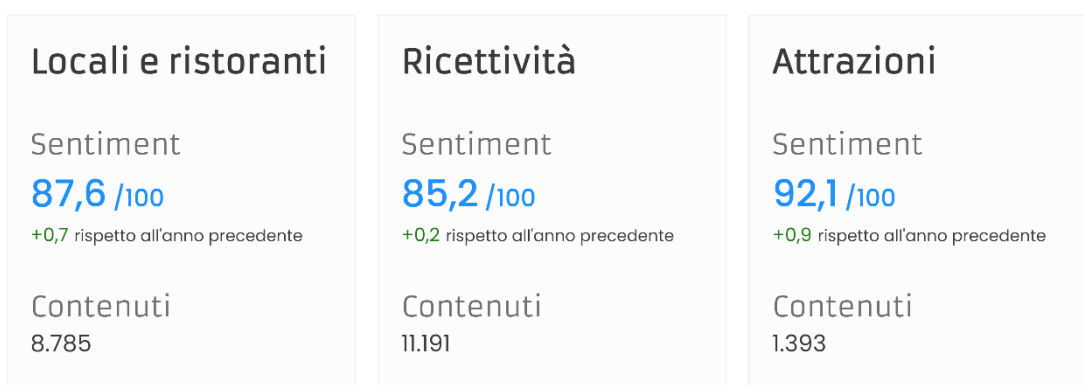 Locali e ristoranti
Sentiment
87,6 /100
+0,7 rispetto all'anno precedente
Contenuti
8.785
Ricettività
Sentiment
85,2 /100
+0,2 rispetto all'anno precedente
Contenuti
11.191
Attrazioni
Sentiment
92,1 /100
+0,9 rispetto all'anno precedente
Contenuti
1.393